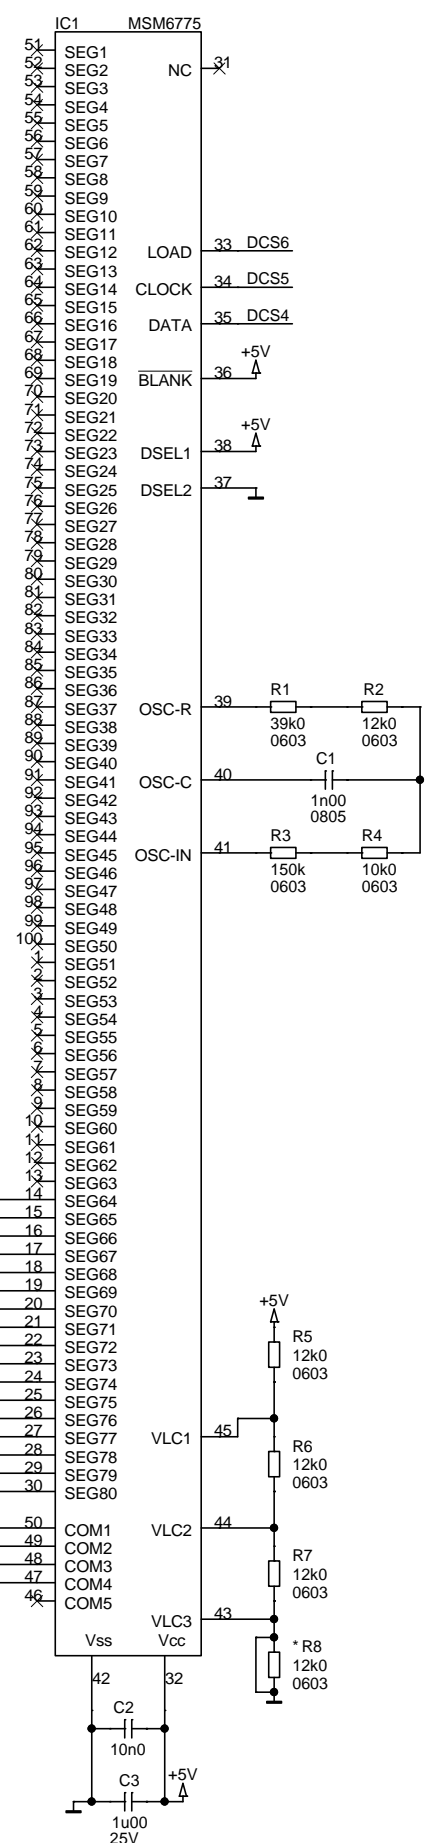 IC1 MSM6775
51 SEG1
52 SEG2
53 SEG3
54 SEG4
55 SEG5
56 SEG6
57 SEG7
58 SEG8
59 SEG9
60 SEG10
61 SEG11
62 SEG12
63 SEG13
64 SEG14
65 SEG15
66 SEG16
67 SEG17
68 SEG18
69 SEG19
70 SEG20
71 SEG21
72 SEG22
73 SEG23
74 SEG24
75 SEG25
76 SEG26
77 SEG27
78 SEG28
79 SEG29
80 SEG30
81 SEG31
82 SEG32
83 SEG33
84 SEG34
85 SEG35
86 SEG36
87 SEG37
88 SEG38
89 SEG39
90 SEG40
91 SEG41
92 SEG42
93 SEG43
94 SEG44
95 SEG45
96 SEG46
97 SEG47
98 SEG48
99 SEG49
100 SEG50
1 SEG51
2 SEG52
3 SEG53
4 SEG54
5 SEG55
6 SEG56
7 SEG57
8 SEG58
9 SEG59
10 SEG60
11 SEG61
12 SEG62
13 SEG63
14 SEG64
15 SEG65
16 SEG66
17 SEG67
18 SEG68
19 SEG69
20 SEG70
21 SEG71
22 SEG72
23 SEG73
24 SEG74
25 SEG75
26 SEG76
27 SEG77
28 SEG78
29 SEG79
30 SEG80
50 COM1
49 COM2
48 COM3
47 COM4
46 COM5
NC 31
LOAD 33 DCS6
CLOCK 34 DCS5
DATA 35 DCS4
+5V
BLANK 36
+5V
DSEL1 38
DSEL2 37
OSC-R 39
R1
39k0
0603
R2
12k0
0603
OSC-C 40
C1
1n00
0805
OSC-IN 41
R3
150k
0603
R4
10k0
0603
+5V
R5
12k0
0603
VLC1 45
R6
12k0
0603
VLC2 44
R7
12k0
0603
VLC3 43
* R8
12k0
0603
Vss Vcc
42 32
C2
10n0
C3
+5V
1u00
25V